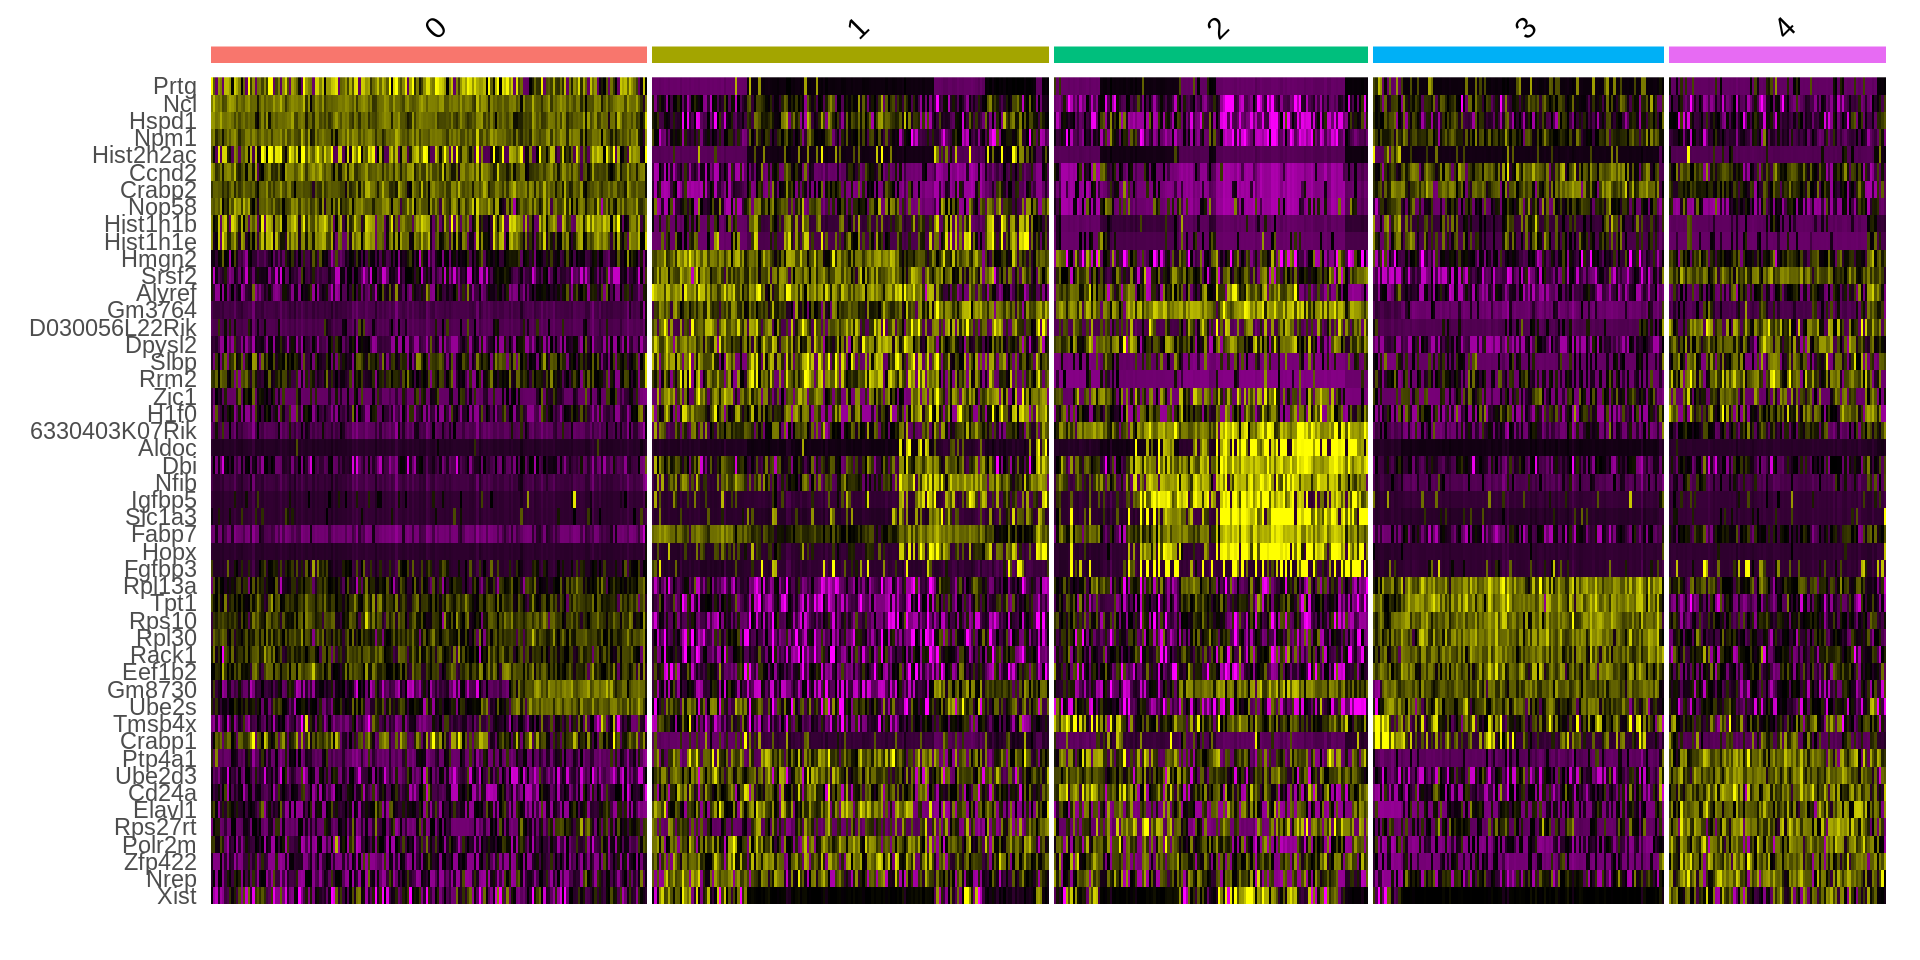 0 1 2 3 4
Prtg
Ncl
Hspd1
Npm1
Hist2h2ac
Ccnd2
Crabp2
Nop58
Hist1h1b
Hist1h1e
Hmgn2
Srsf2
Alyref
Gm3764
D030056L22Rik
Dpysl2
Slbp
Rrm2
Zic1
H1f0
6330403K07Rik
Aldoc
Dbi
Nfib
Igfbp5
Slc1a3
Fabp7
Hopx
Fgfbp3
Rpl13a
Tpt1
Rps10
Rpl30
Rack1
Eef1b2
Gm8730
Ube2s
Tmsb4x
Crabp1
Ptp4a1
Ube2d3
Cd24a
Elavl1
Rps27rt
Polr2m
Zfp422
Nrep
Xist